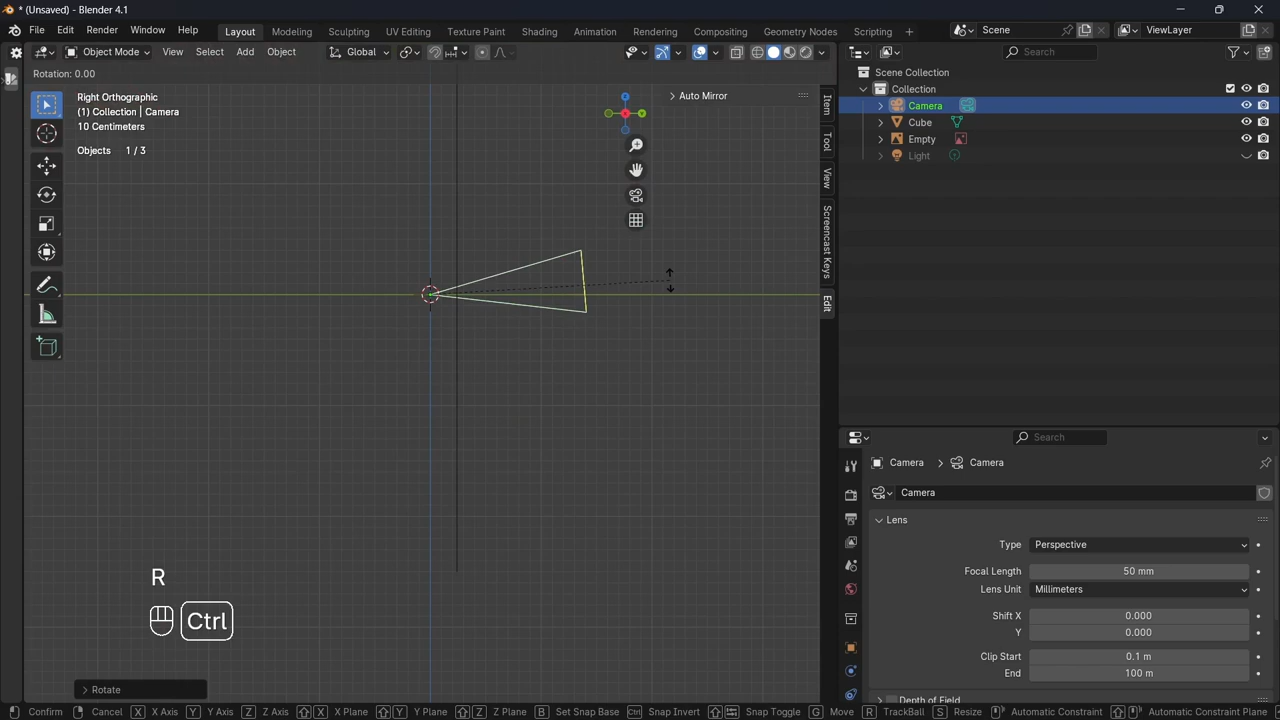 * (Unsaved) - Blender 4.1
File Edit Render Window Help Layout Modeling Sculpting UV Editing Texture Paint Shading Animation Rendering Compositing Geometry Nodes Scripting Scene ViewLayer
Object Mode View Select Add Object Global Search
Rotation: 0.00
Right Orthographic
(1) Collection | Camera
10 Centimeters
Objects 1 / 3
Auto Mirror
Item
Tool
View
Screencast Keys
Edit
Scene Collection
Collection
Camera
Cube
Empty
Light
Search
Camera Camera
Camera
Lens
Type Perspective
Focal Length 50 mm
Lens Unit Millimeters
Shift X 0.000
Y 0.000
Clip Start 0.1 m
End 100 m
Depth of Field
R
Ctrl
Rotate
Confirm Cancel X X Axis Y Y Axis Z Z Axis X X Plane Y Y Plane Z Z Plane B Set Snap Base Ctrl Snap Invert Snap Toggle G Move R TrackBall S Resize Automatic Constraint Automatic Constraint Plane